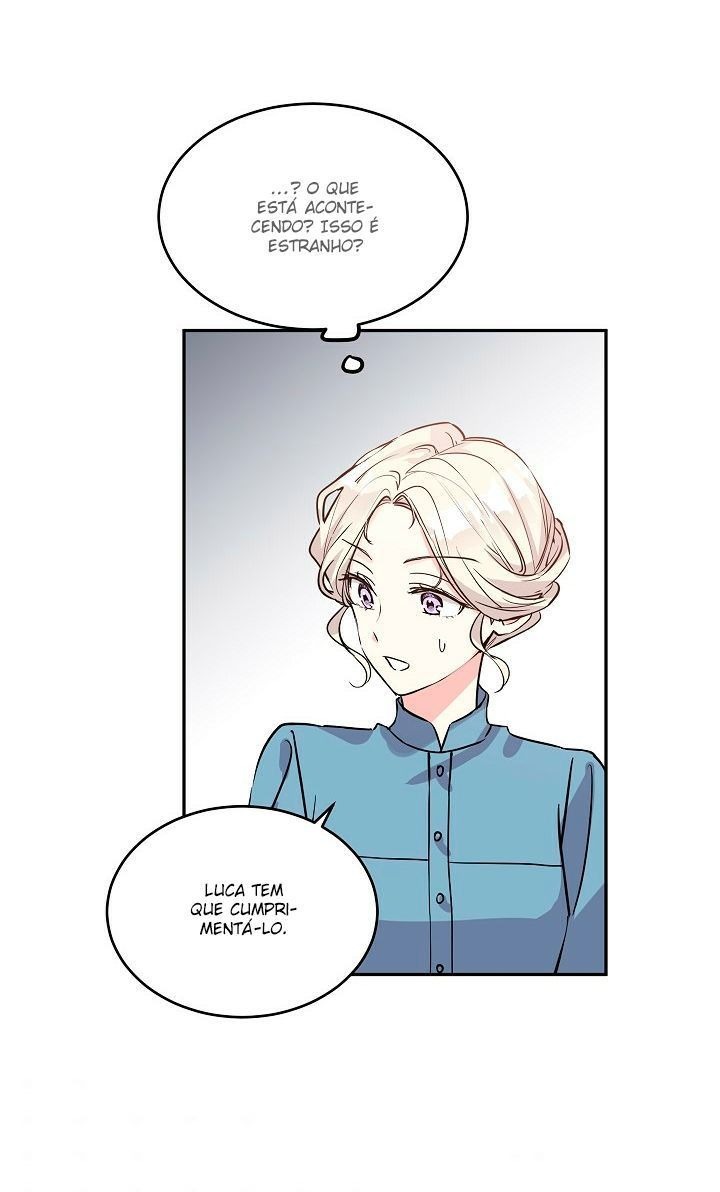 ...? O QUE
ESTÁ ACONTE-
CENDO? ISSO É
ESTRANHO?
LUCA TEM
QUE CUMPRI-
MENTÁ-LO.